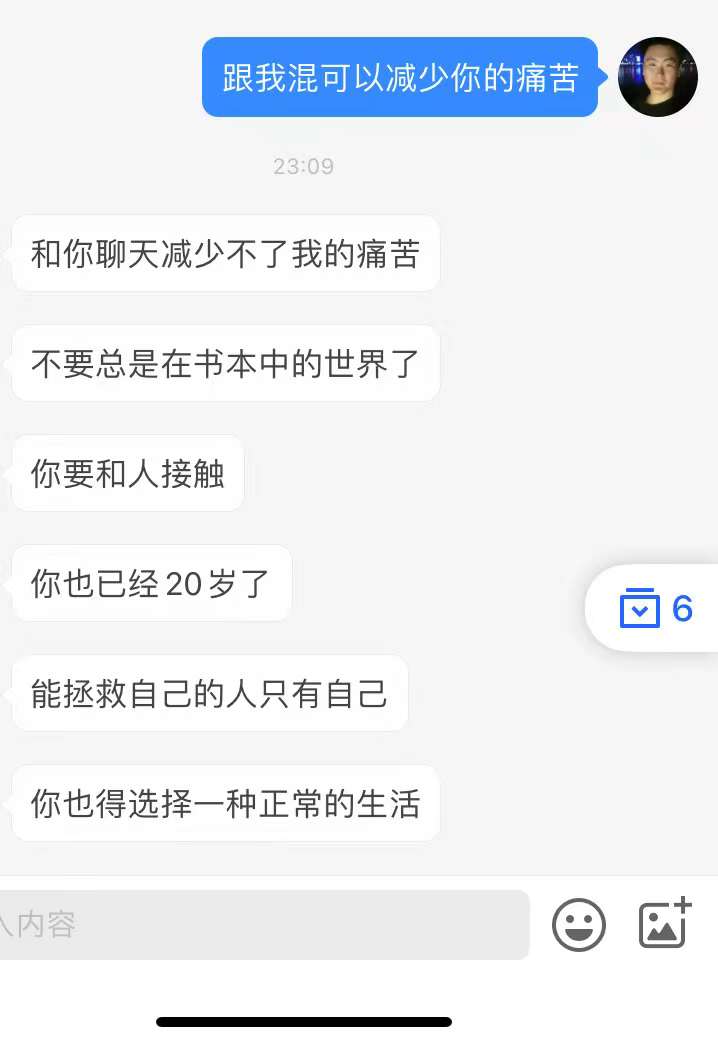 跟我混可以减少你的痛苦
23:09
和你聊天减少不了我的痛苦
不要总是在书本中的世界了
你要和人接触
你也已经20岁了
6
能拯救自己的人只有自己
你也得选择一种正常的生活
入内容